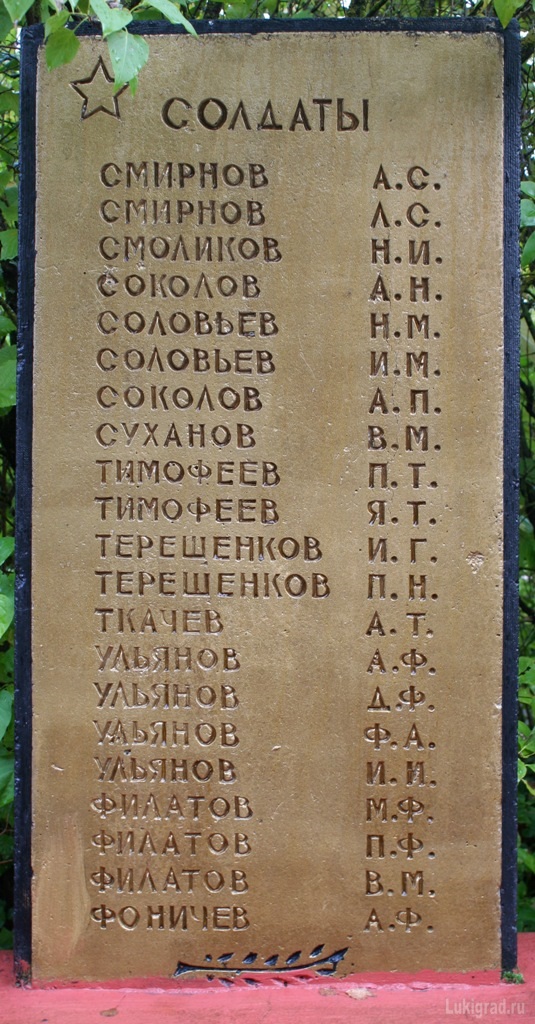 СОЛДАТЫ
СМИРНОВ А.С.
СМИРНОВ Л.С.
СМОЛИКОВ Н.И.
СОКОЛОВ А.Н.
СОЛОВЬЕВ Н.М.
СОЛОВЬЕВ И.М.
СОКОЛОВ А.П.
СУХАНОВ В.М.
ТИМОФЕЕВ П.Т.
ТИМОФЕЕВ Я.Т.
ТЕРЕЩЕНКОВ И.Г.
ТЕРЕЩЕНКОВ П.Н.
ТКАЧЕВ А.Т.
УЛЬЯНОВ А.Ф.
УЛЬЯНОВ Д.Ф.
УЛЬЯНОВ Ф.А.
УЛЬЯНОВ И.И.
ФИЛАТОВ М.Ф.
ФИЛАТОВ П.Ф.
ФИЛАТОВ В.М.
ФОНИЧЕВ А.Ф.
Lukigrad.ru